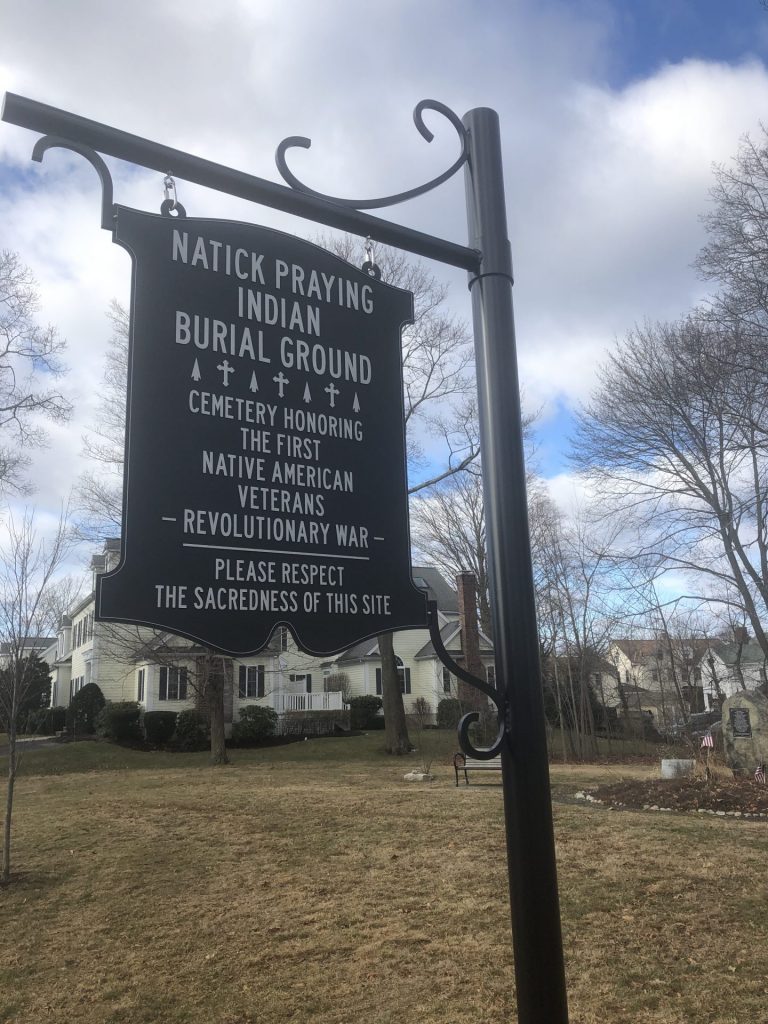 NATICK PRAYING
INDIAN
BURIAL GROUND
CEMETERY HONORING
THE FIRST
NATIVE AMERICAN
VETERANS
– REVOLUTIONARY WAR –
PLEASE RESPECT
THE SACREDNESS OF THIS SITE